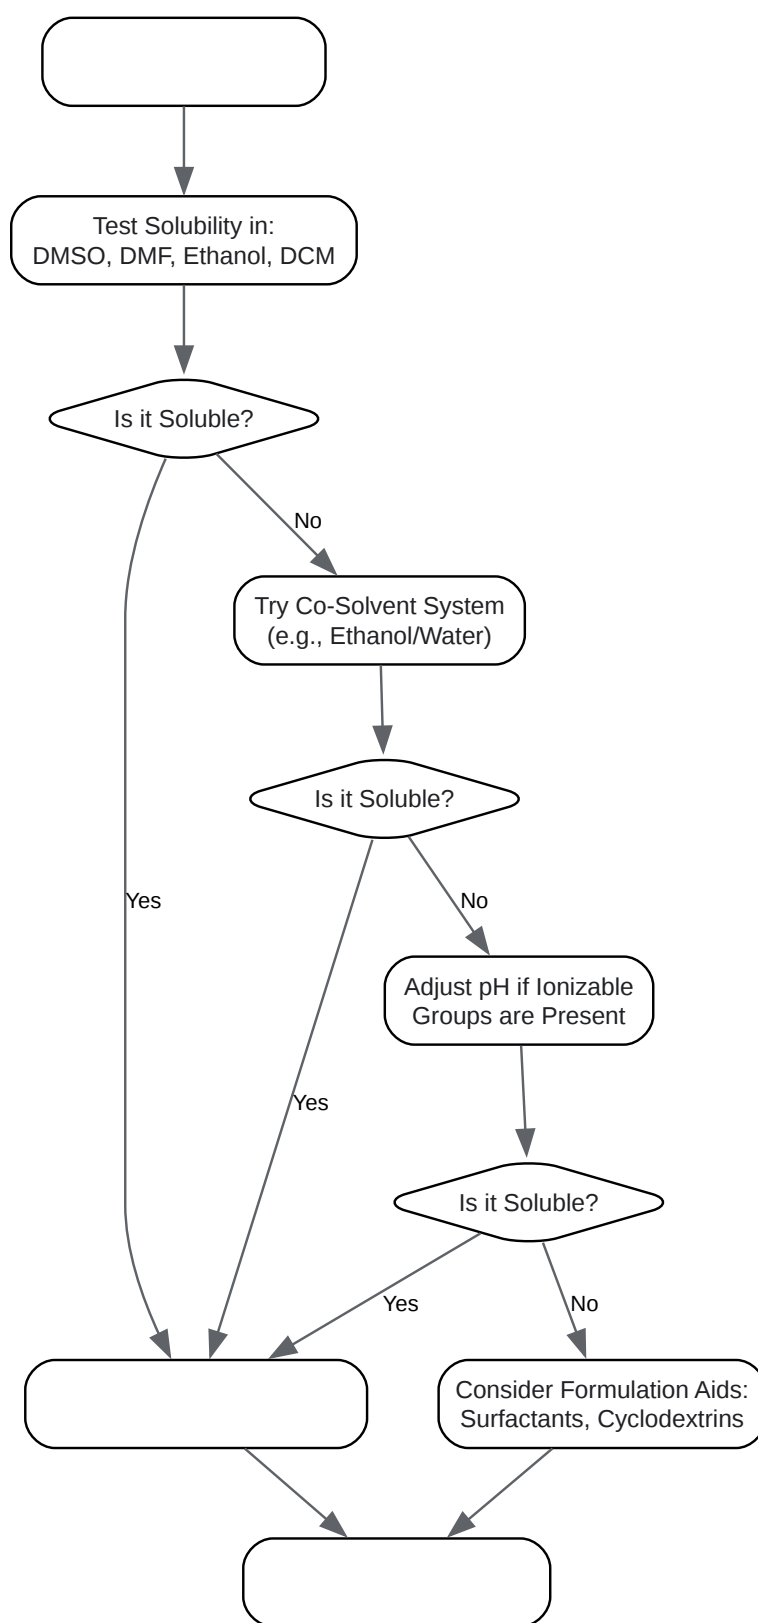 Test Solubility in:
DMSO, DMF, Ethanol, DCM
Is it Soluble?
No
Try Co-Solvent System
(e.g., Ethanol/Water)
Is it Soluble?
Yes
No
Adjust pH if Ionizable
Groups are Present
Yes
Is it Soluble?
Yes
No
Consider Formulation Aids:
Surfactants, Cyclodextrins